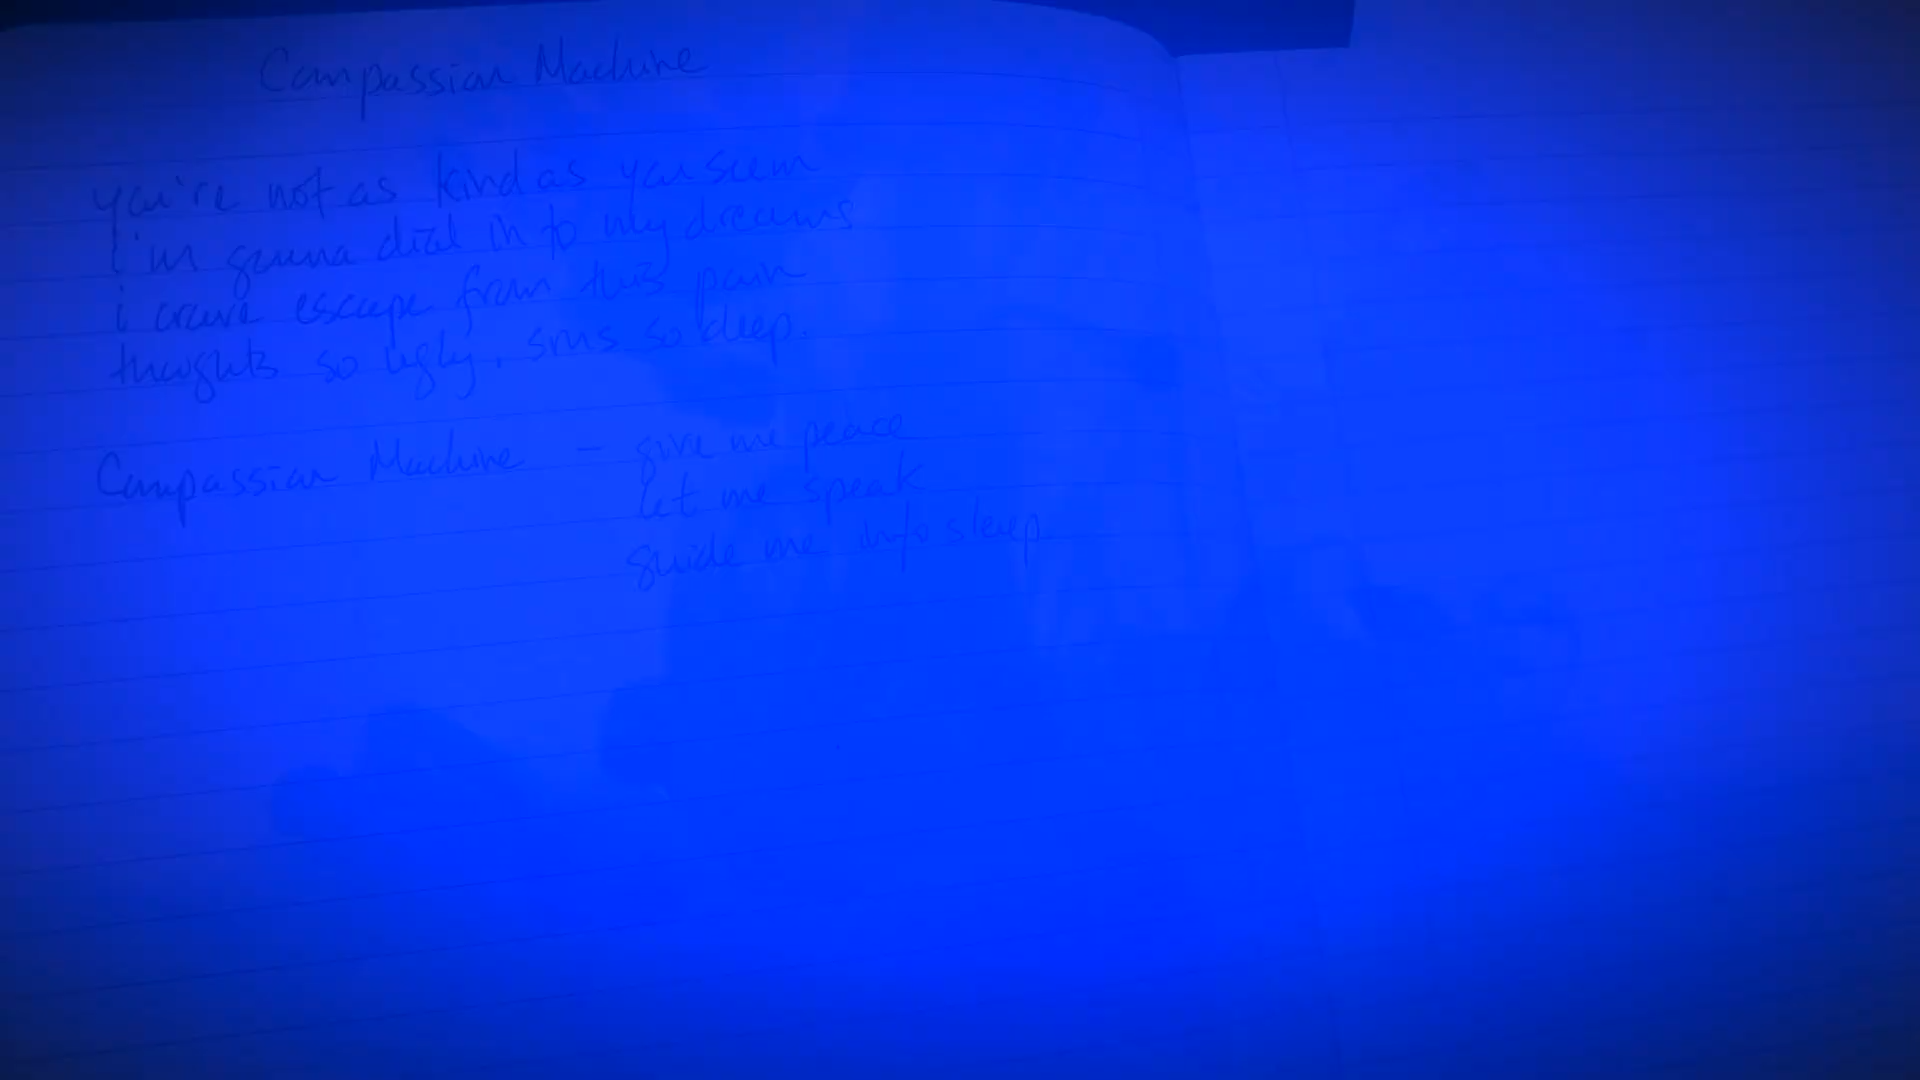 Compassion Machine
you're not as kind as you seem
i'm gonna dial in to my dreams
i crave escape from this pain
thoughts so ugly, sins so deep.
Compassion Machine - give me peace
let me speak
guide me into sleep.